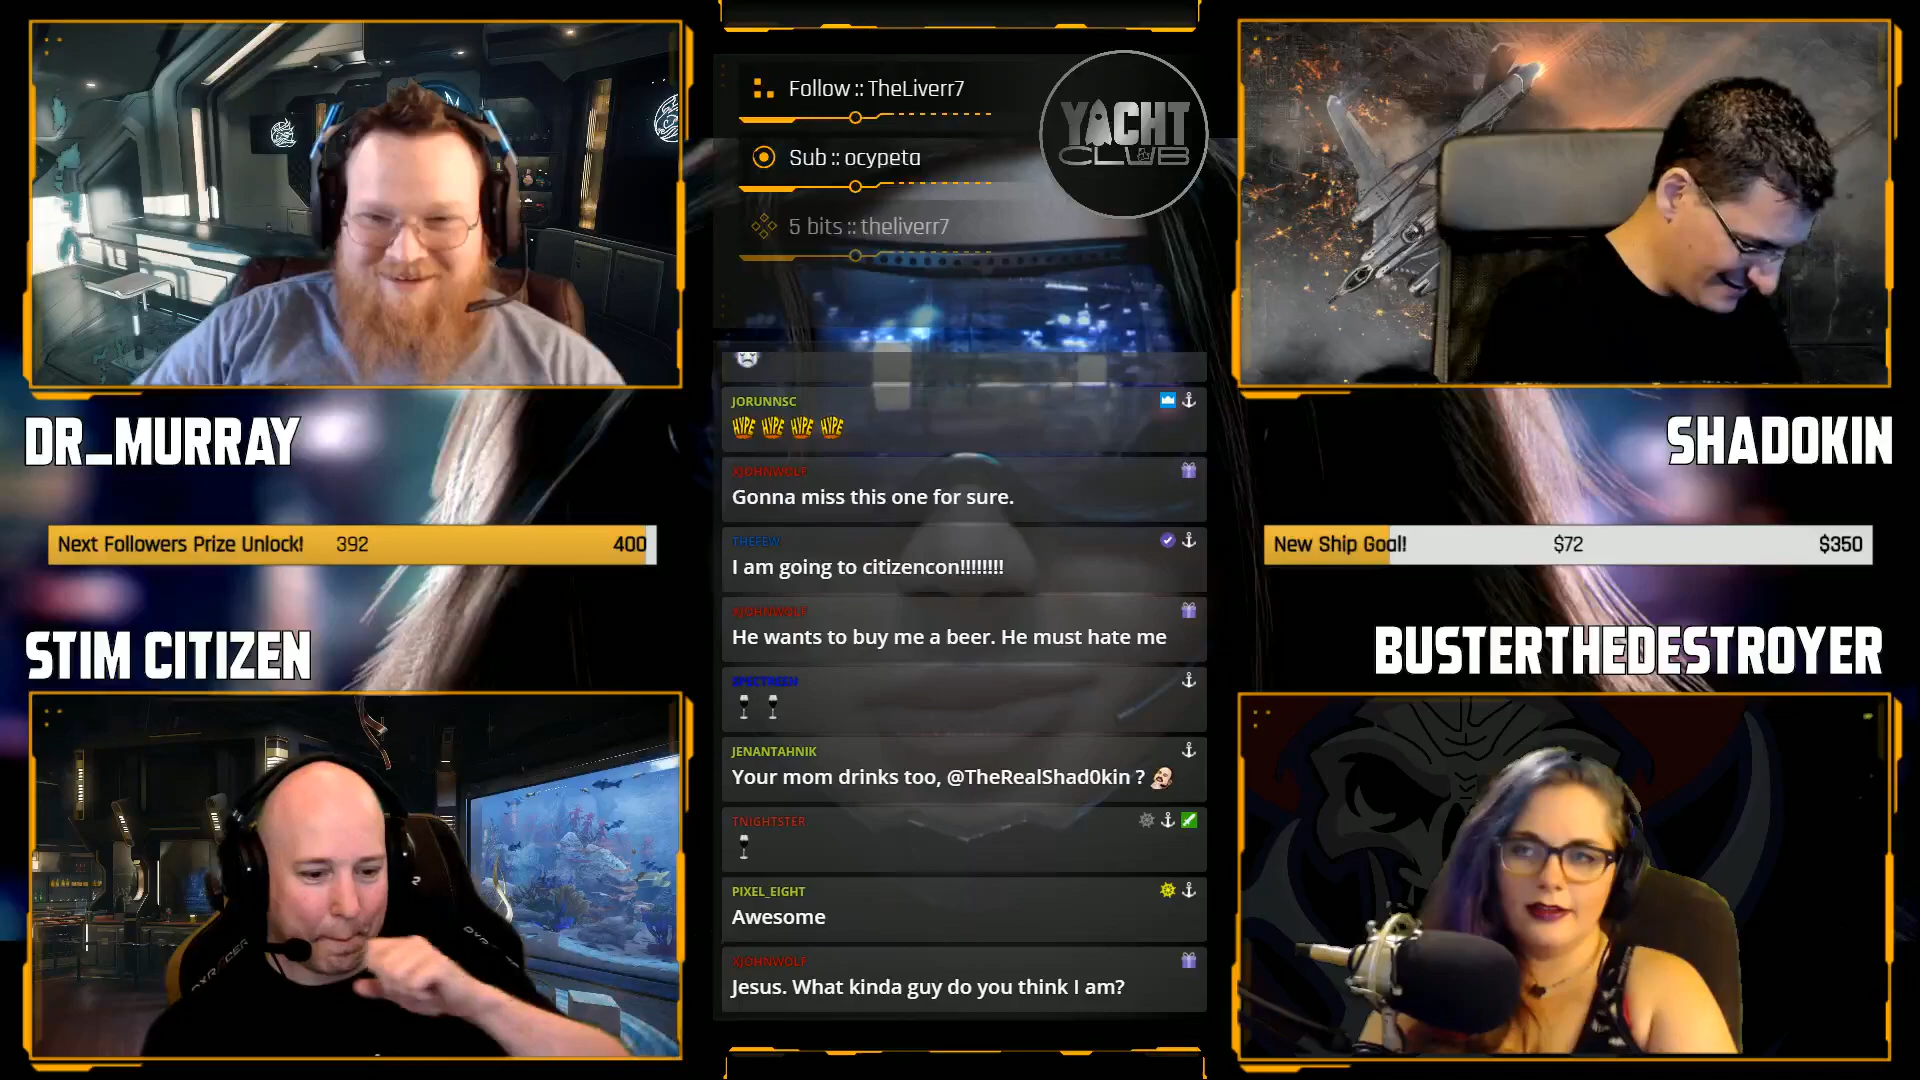 Follow :: TheLiverr7
Sub :: ocypeta
5 bits :: theliverr7
YACHT
CLUB
DR_MURRAY
SHADOKIN
Next Followers Prize Unlock! 392 400
New Ship Goal! $72 $350
STIM CITIZEN
BUSTERTHEDESTROYER
JORUNNSC
HYPE HYPE HYPE HYPE
XJOHNWOLF
Gonna miss this one for sure.
THEFEW
I am going to citizencon!!!!!!!!
XJOHNWOLF
He wants to buy me a beer. He must hate me
JENANTAHNIK
Your mom drinks too, @TheRealShad0kin ?
TNIGHTSTER
PIXEL_EIGHT
Awesome
XJOHNWOLF
Jesus. What kinda guy do you think I am?
DXRACER